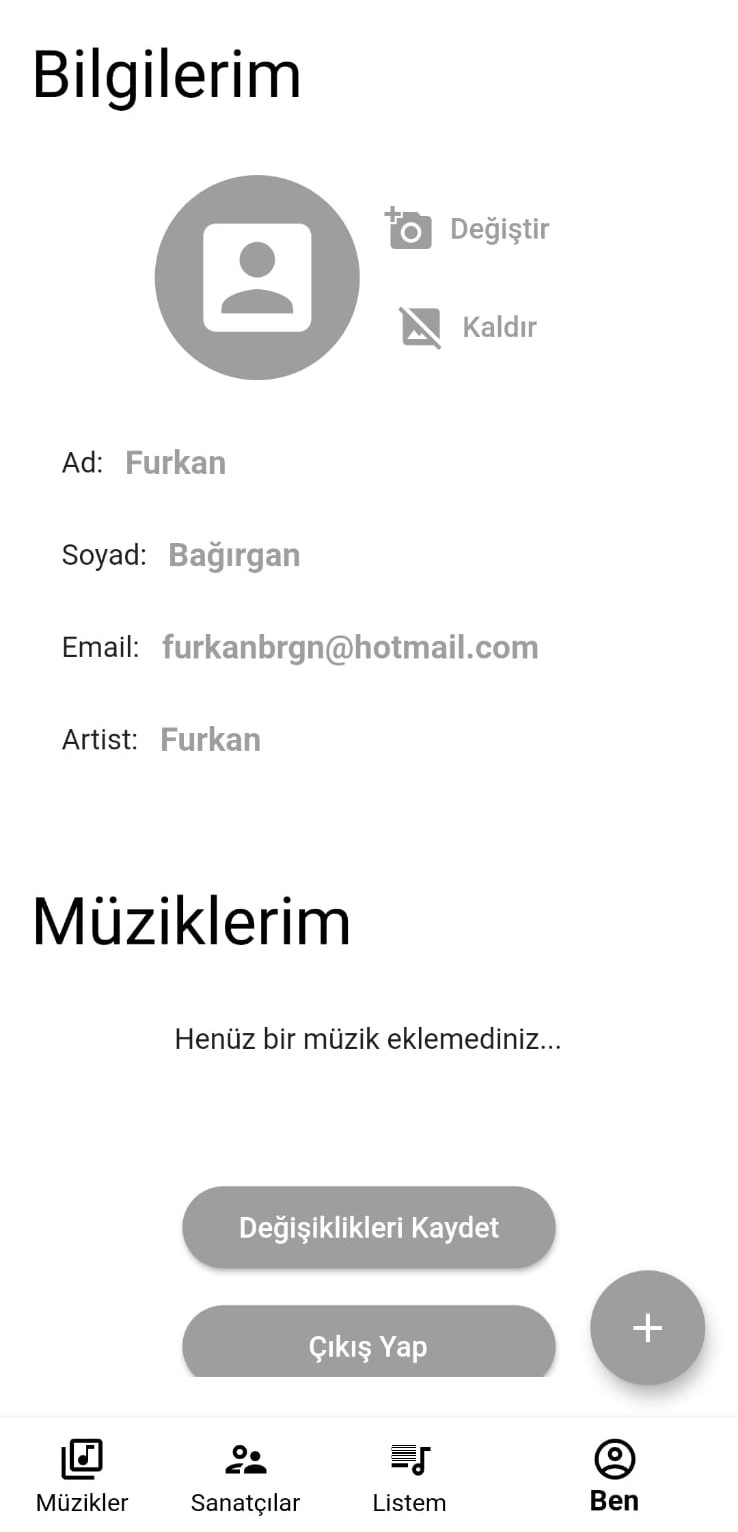 Bilgilerim
Değiştir
Kaldır
Ad: Furkan
Soyad: Bağırgan
Email: furkanbrgn@hotmail.com
Artist: Furkan
Müziklerim
Henüz bir müzik eklemediniz...
Değişiklikleri Kaydet
Çıkış Yap
Müzikler Sanatçılar Listem Ben